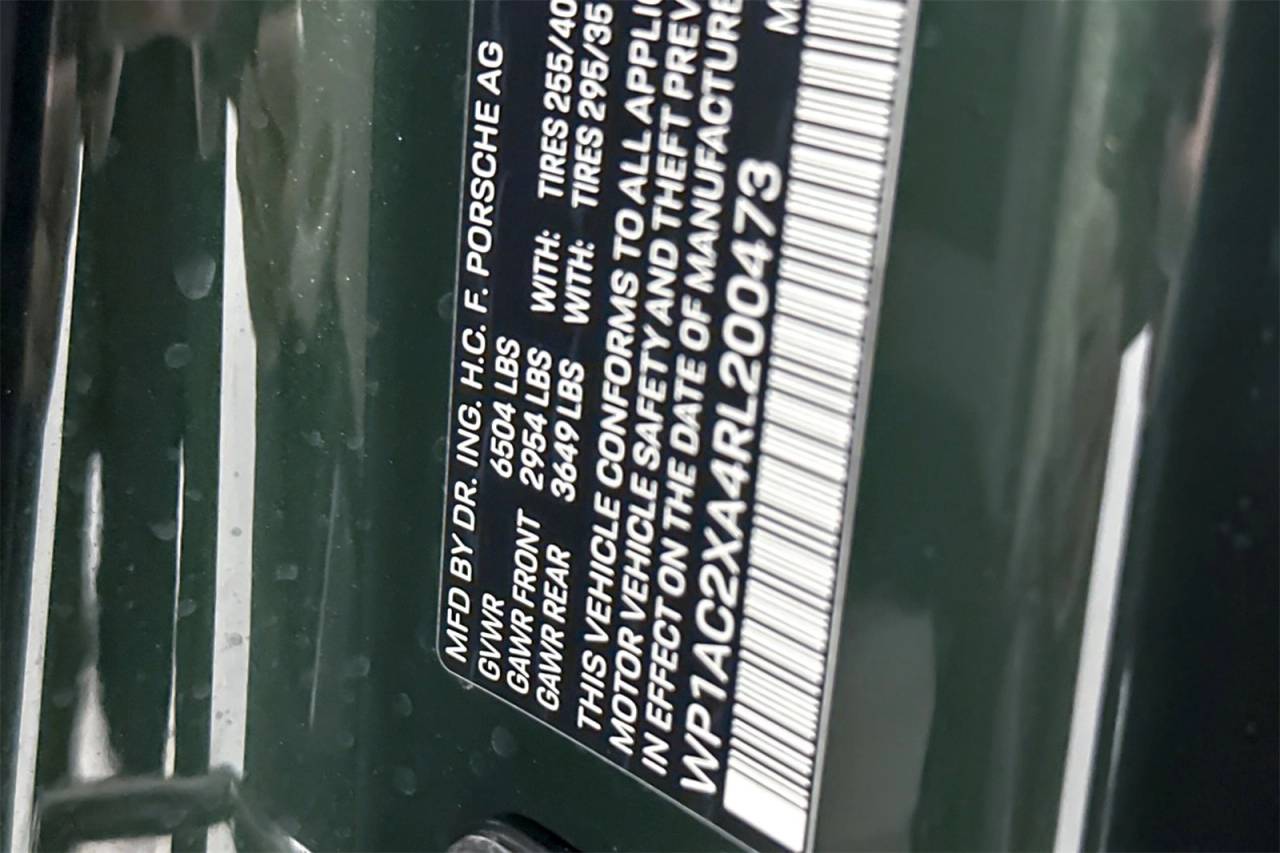 MFD BY DR. ING. H.C. F. PORSCHE AG
GVWR 6504 LBS
GAWR FRONT 2954 LBS WITH: TIRES 255/40
GAWR REAR 3649 LBS WITH: TIRES 295/35
THIS VEHICLE CONFORMS TO ALL APPLIC
MOTOR VEHICLE SAFETY AND THEFT PREV
IN EFFECT ON THE DATE OF MANUFACTURE
WP1AC2XA4RL200473